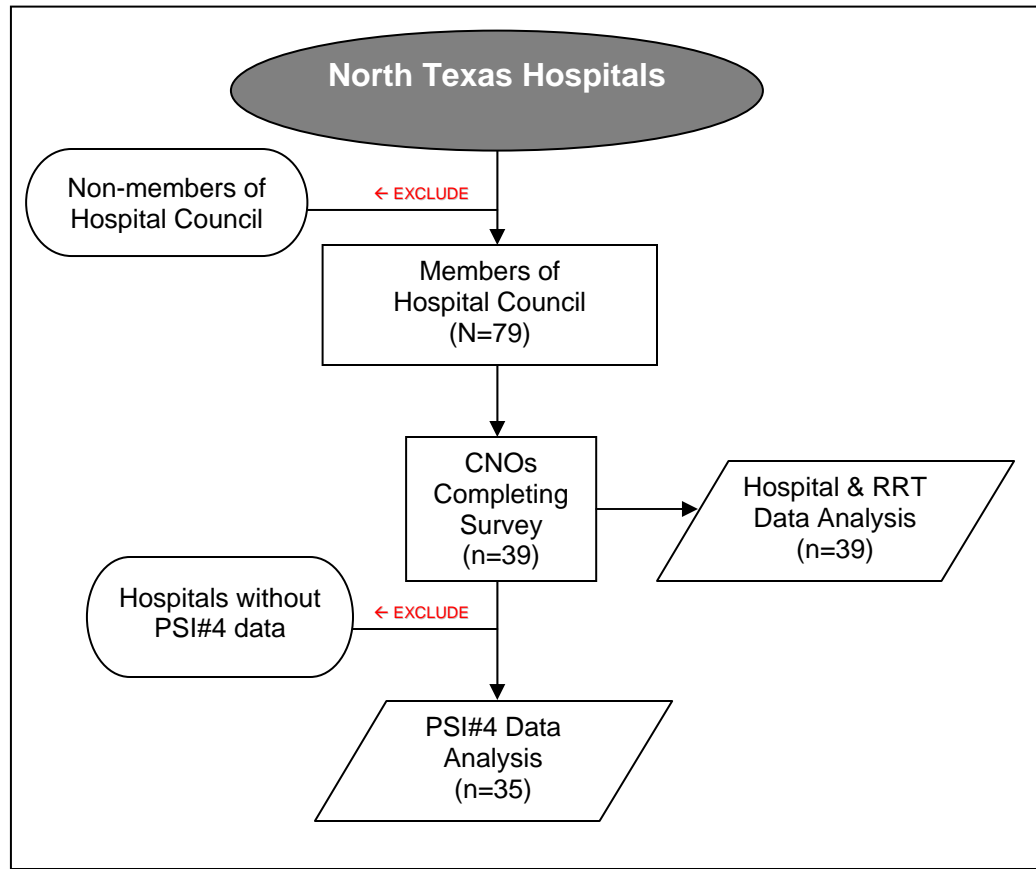 North Texas Hospitals
Non-members of
Hospital Council
← EXCLUDE
Members of
Hospital Council
(N=79)
CNOs
Completing
Survey
(n=39)
Hospital & RRT
Data Analysis
(n=39)
Hospitals without
PSI#4 data
← EXCLUDE
PSI#4 Data
Analysis
(n=35)